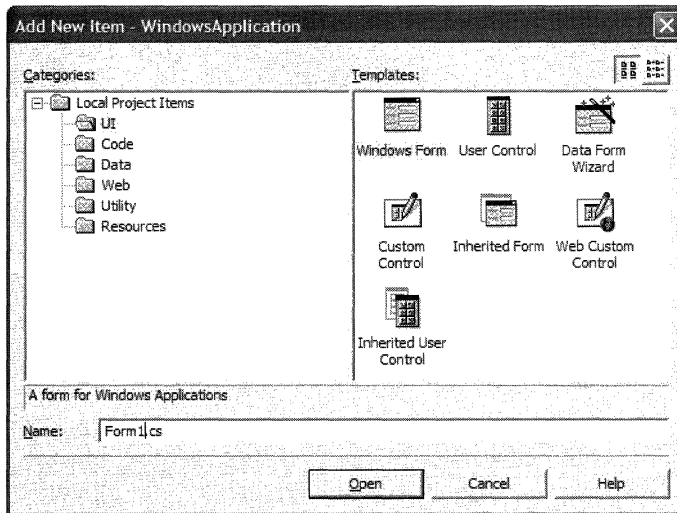 Add New Item - WindowsApplication
Categories:
Templates:
Local Project Items
UI
Code
Data
Web
Utility
Resources
Windows Form
User Control
Data Form
Wizard
Custom
Control
Inherited Form
Web Custom
Control
Inherited User
Control
A form for Windows Applications
Name:
Form1.cs
Open
Cancel
Help